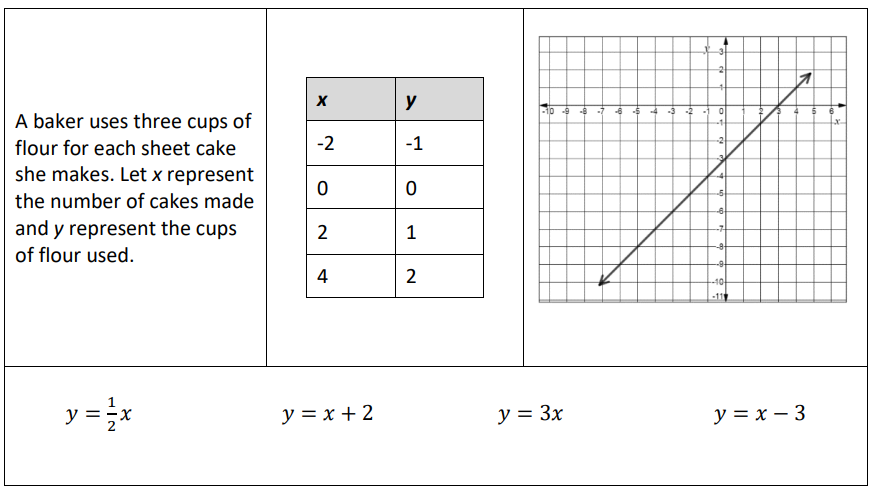 A baker uses three cups of
flour for each sheet cake
she makes. Let x represent
the number of cakes made
and y represent the cups
of flour used.
x y
-2 -1
0 0
2 1
4 2
y
3
2
1
-10 -9 -8 -7 -6 -5 -4 -3 -2 -1 0 1 2 3 4 5 6
x
-1
-2
-3
-4
-5
-6
-7
-8
-9
-10
-11
y = 1/2 x
y = x + 2
y = 3x
y = x − 3